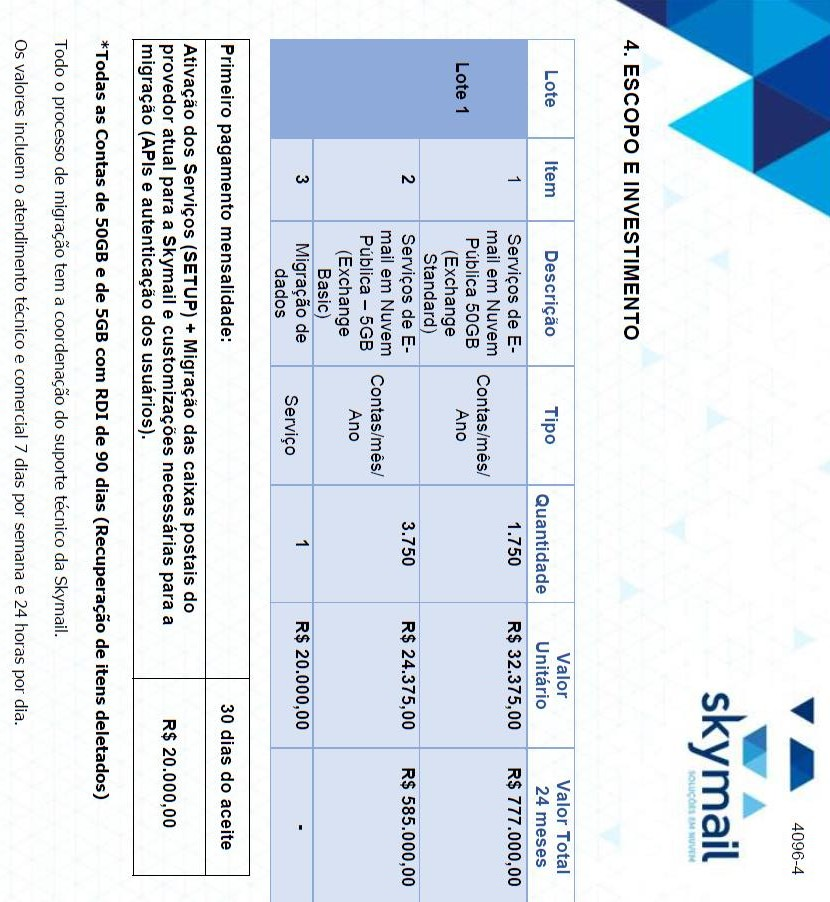 4096-4
skymail
SOLUÇÕES EM NUVEM
4. ESCOPO E INVESTIMENTO
Lote Item Descrição Tipo Quantidade Valor Unitário Valor Total 24 meses
Lote 1
1
Serviços de E-
mail em Nuvem
Pública 50GB
(Exchange
Standard)
Contas/mês/
Ano
1.750
R$ 32.375,00
R$ 777.000,00
2
Serviços de E-
mail em Nuvem
Pública – 5GB
(Exchange
Basic)
Contas/mês/
Ano
3.750
R$ 24.375,00
R$ 585.000,00
3
Migração de
dados
Serviço
1
R$ 20.000,00
-
Primeiro pagamento mensalidade:
30 dias do aceite
Ativação dos Serviços (SETUP) + Migração das caixas postais do
provedor atual para a Skymail e customizações necessárias para a
migração (APIs e autenticação dos usuários).
R$ 20.000,00
*Todas as Contas de 50GB e de 5GB com RDI de 90 dias (Recuperação de itens deletados)
Todo o processo de migração tem a coordenação do suporte técnico da Skymail.
Os valores incluem o atendimento técnico e comercial 7 dias por semana e 24 horas por dia.